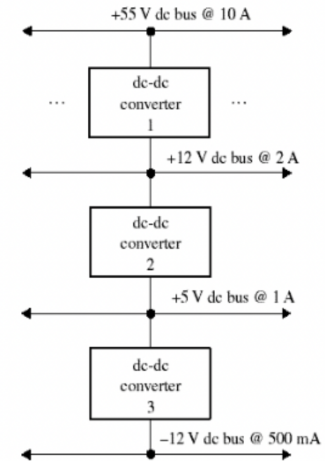 +55 V dc bus @ 10 A
dc-dc
... converter ...
1
+12 V dc bus @ 2 A
dc-dc
converter
2
+5 V dc bus @ 1 A
dc-dc
converter
3
−12 V dc bus @ 500 mA